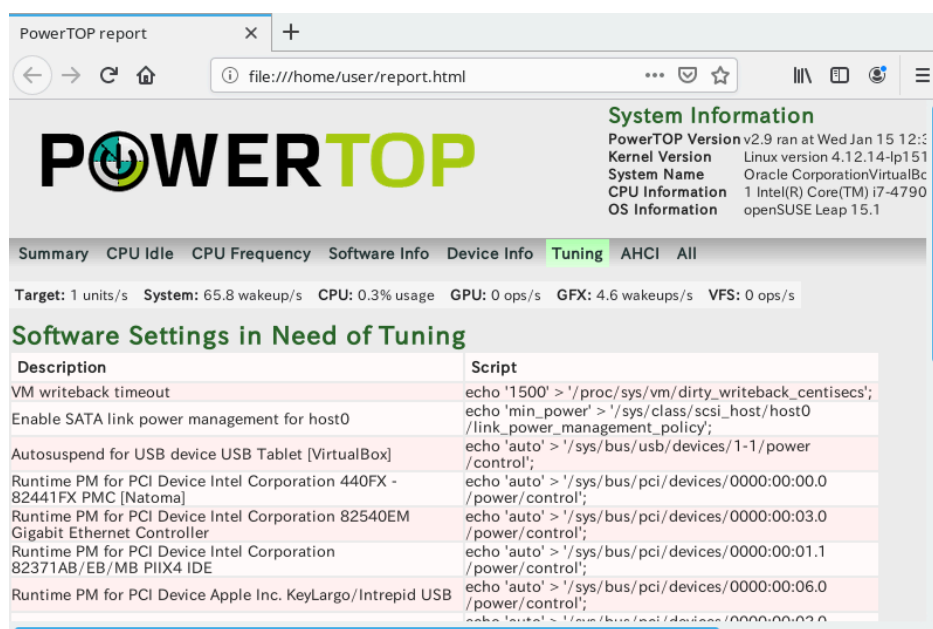 PowerTOP report
file:///home/user/report.html
POWERTOP
System Information
PowerTOP Version v2.9 ran at Wed Jan 15 12:
Kernel Version Linux version 4.12.14-lp151
System Name Oracle CorporationVirtualBo
CPU Information 1 Intel(R) Core(TM) i7-4790
OS Information openSUSE Leap 15.1
Summary CPU Idle CPU Frequency Software Info Device Info Tuning AHCI All
Target: 1 units/s System: 65.8 wakeup/s CPU: 0.3% usage GPU: 0 ops/s GFX: 4.6 wakeups/s VFS: 0 ops/s
Software Settings in Need of Tuning
Description Script
VM writeback timeout echo '1500' > '/proc/sys/vm/dirty_writeback_centisecs';
Enable SATA link power management for host0 echo 'min_power' > '/sys/class/scsi_host/host0
/link_power_management_policy';
Autosuspend for USB device USB Tablet [VirtualBox] echo 'auto' > '/sys/bus/usb/devices/1-1/power
/control';
Runtime PM for PCI Device Intel Corporation 440FX - echo 'auto' > '/sys/bus/pci/devices/0000:00:00.0
82441FX PMC [Natoma] /power/control';
Runtime PM for PCI Device Intel Corporation 82540EM echo 'auto' > '/sys/bus/pci/devices/0000:00:03.0
Gigabit Ethernet Controller /power/control';
Runtime PM for PCI Device Intel Corporation echo 'auto' > '/sys/bus/pci/devices/0000:00:01.1
82371AB/EB/MB PIIX4 IDE /power/control';
Runtime PM for PCI Device Apple Inc. KeyLargo/Intrepid USB echo 'auto' > '/sys/bus/pci/devices/0000:00:06.0
/power/control';